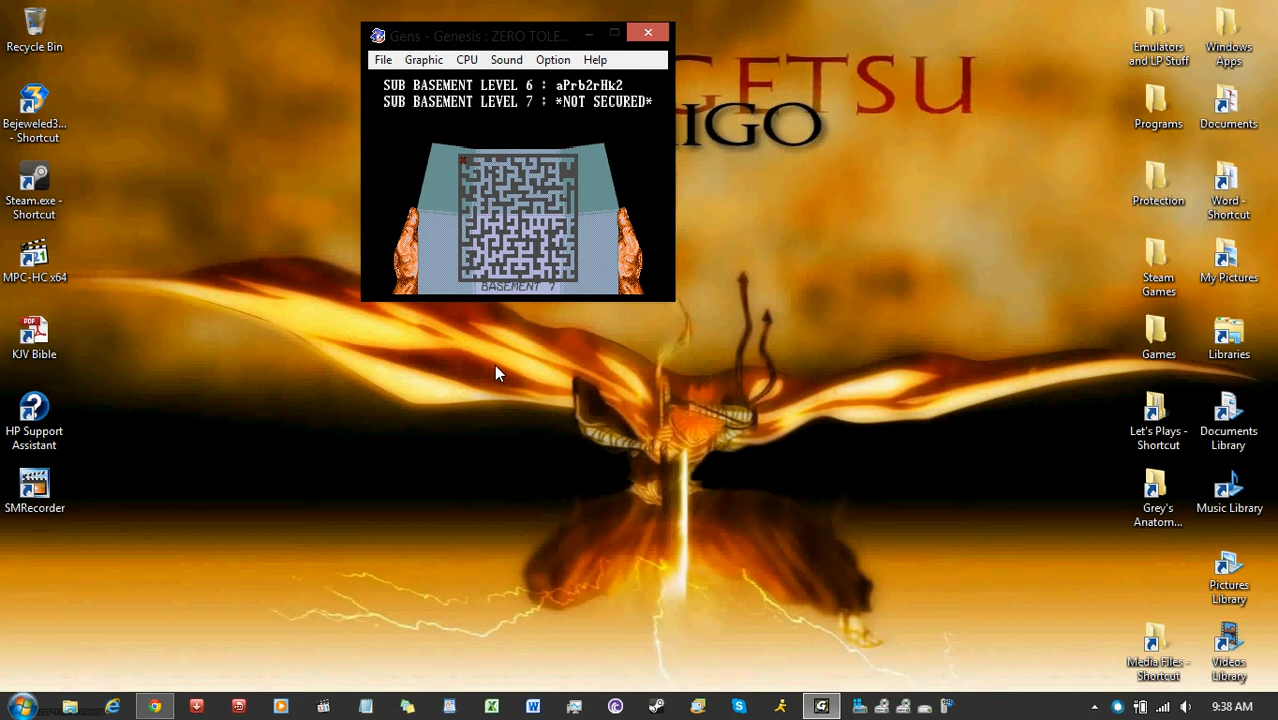 Recycle Bin
Bejeweled3...
- Shortcut
Steam.exe -
Shortcut
MPC-HC x64
PDF
KJV Bible
HP Support
Assistant
SMRecorder
Gens - Genesis : ZERO TOLE...
File Graphic CPU Sound Option Help
SUB BASEMENT LEVEL 6 : aPrb2rHk2
SUB BASEMENT LEVEL 7 : *NOT SECURED*
BASEMENT 7
GETSU
IGO
Emulators
and LP Stuff
Windows
Apps
Programs
Documents
Protection
Word -
Shortcut
Steam
Games
My Pictures
Games
Libraries
Let's Plays -
Shortcut
Documents
Library
Grey's
Anatom...
Music Library
Pictures
Library
Media Files -
Shortcut
Videos
Library
9:38 AM